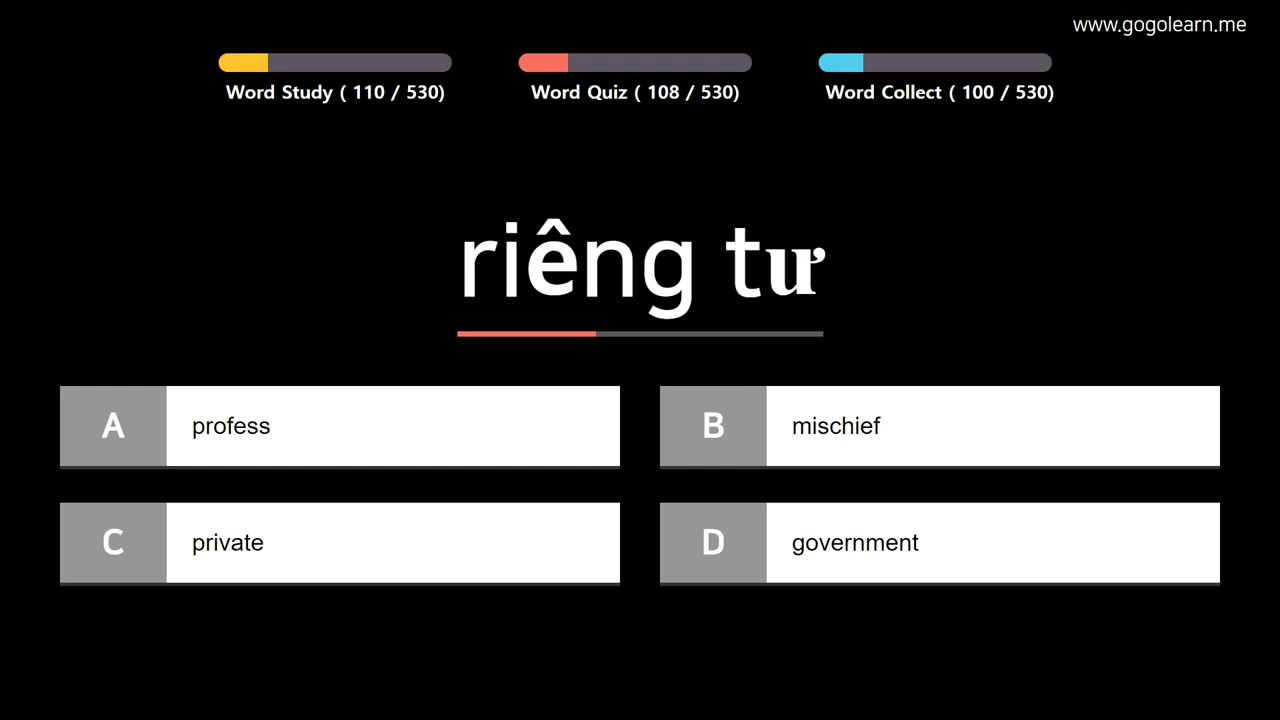 www.gogolearn.me
Word Study ( 110 / 530)
Word Quiz ( 108 / 530)
Word Collect ( 100 / 530)
riêng tư
A profess
B mischief
C private
D government